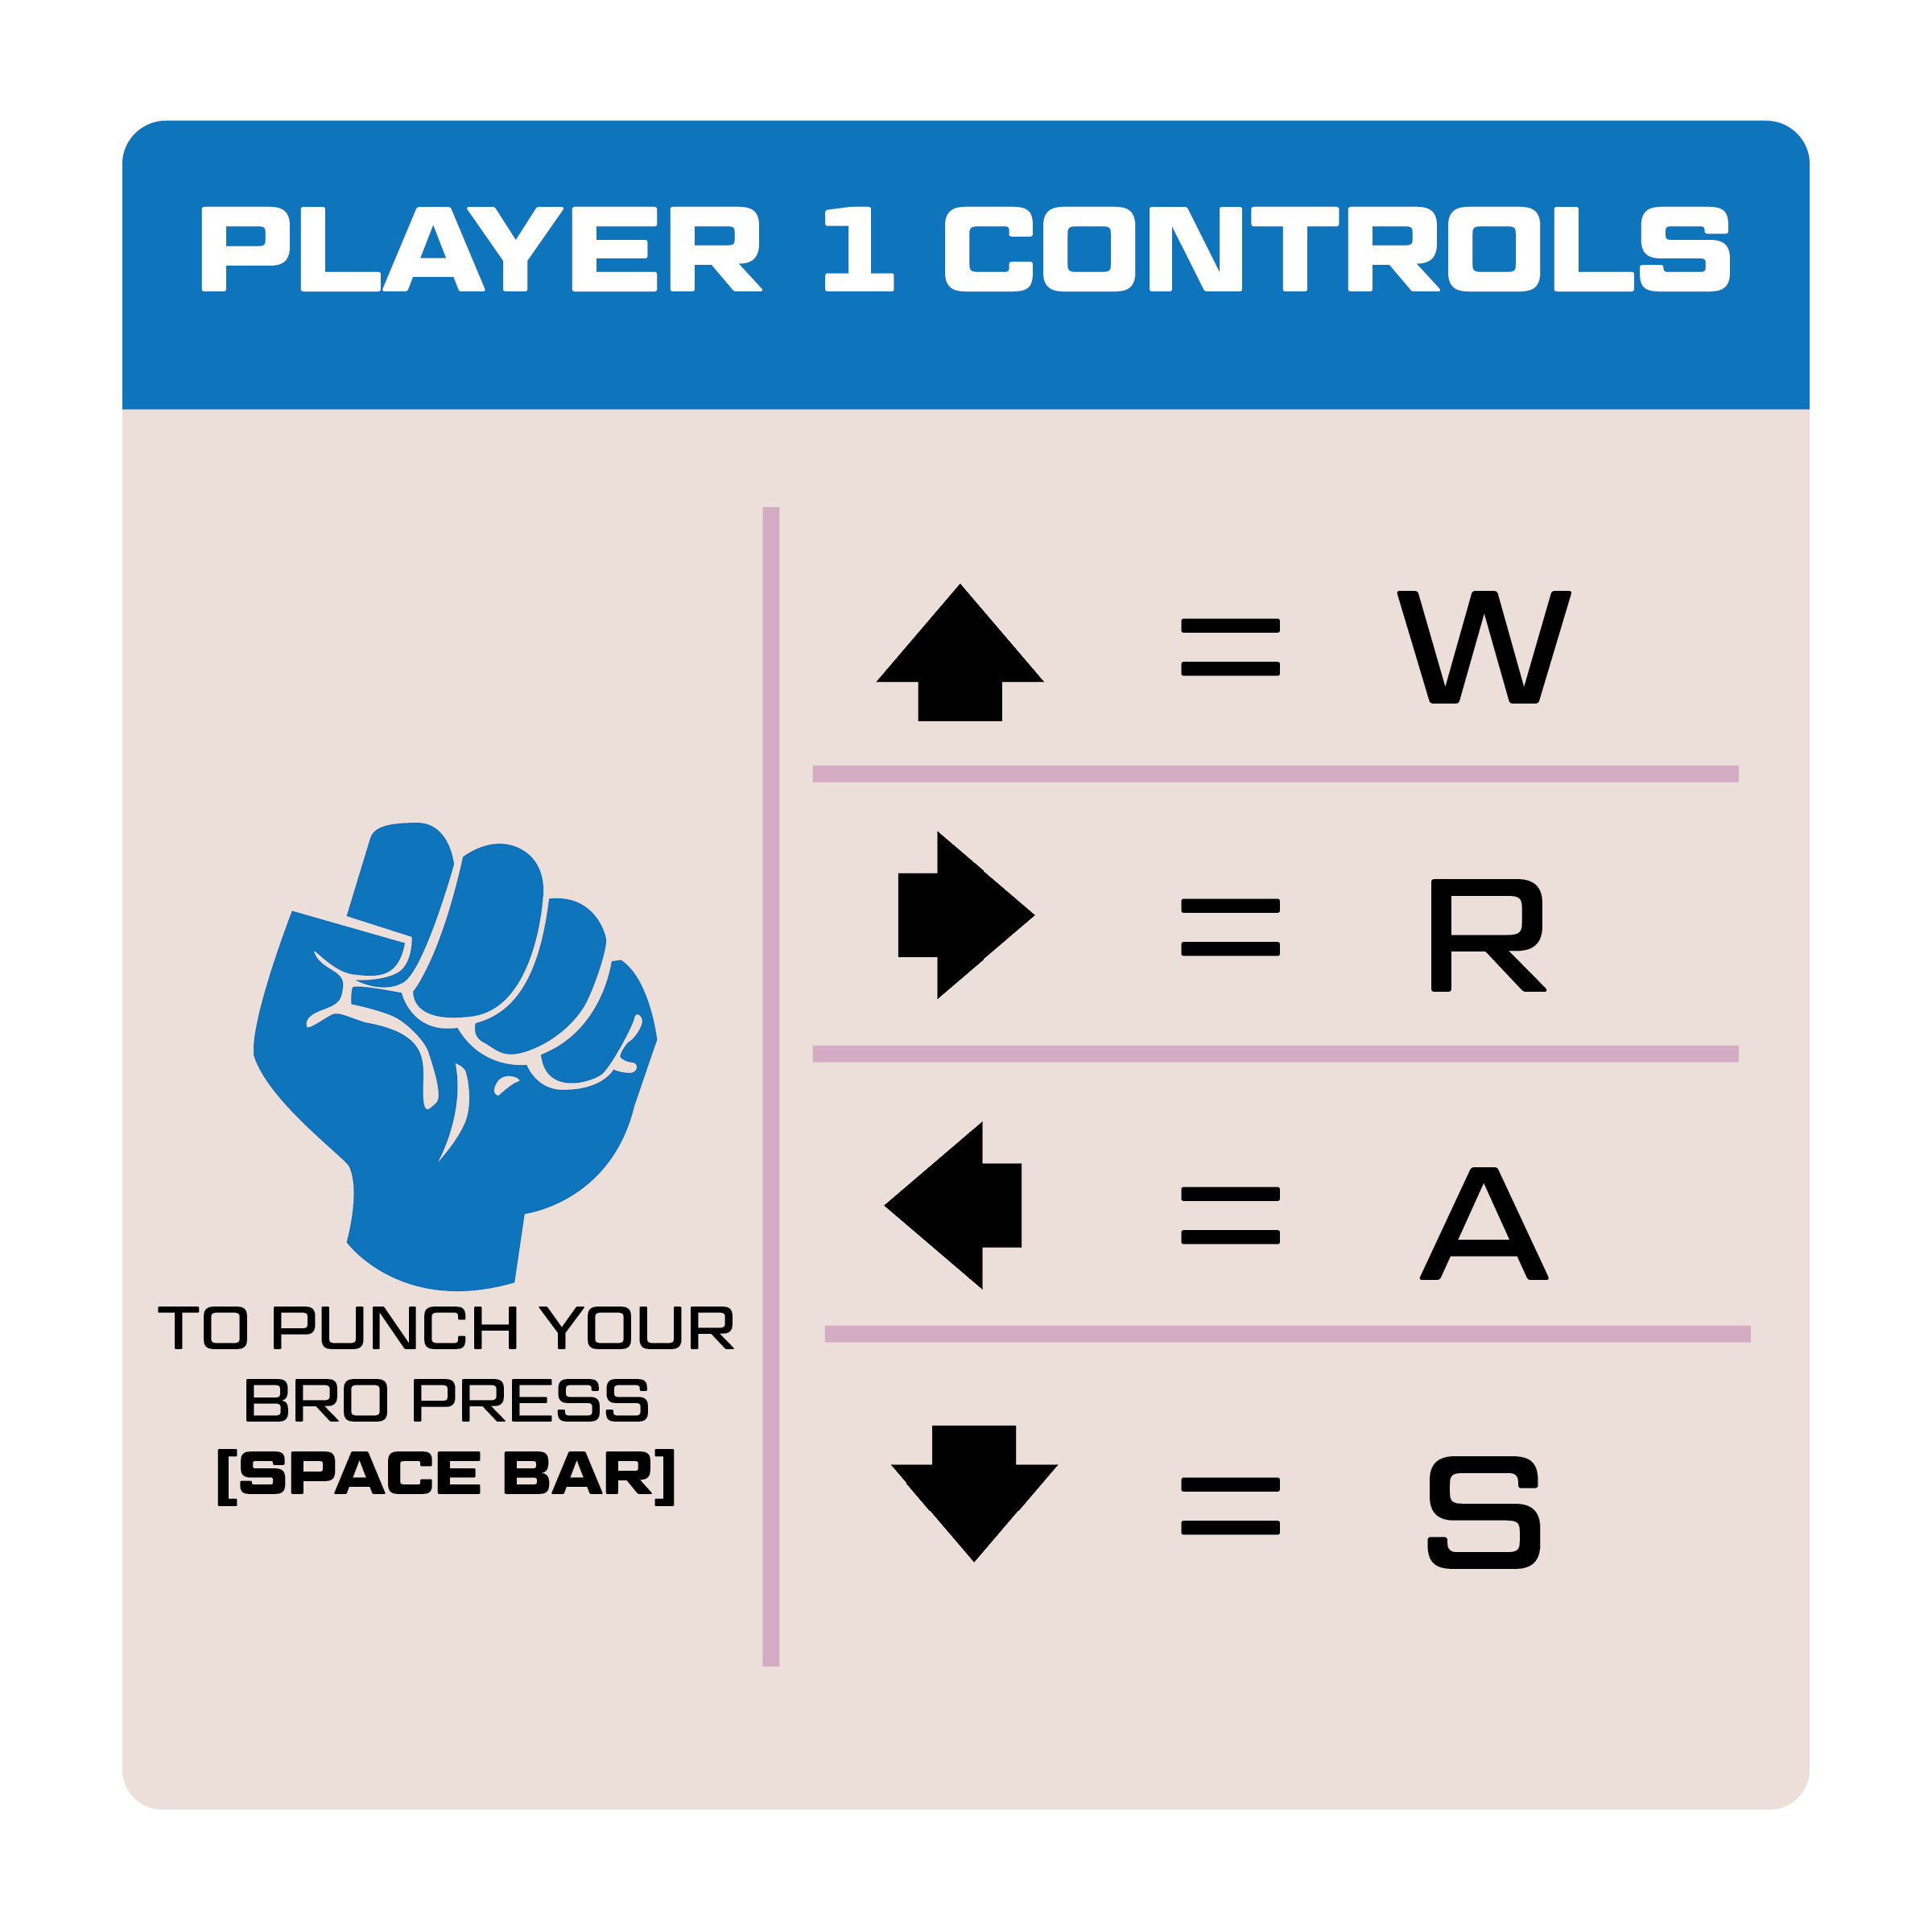 PLAYER 1 CONTROLS
= W
= R
= A
= S
TO PUNCH YOUR
BRO PRESS
[SPACE BAR]